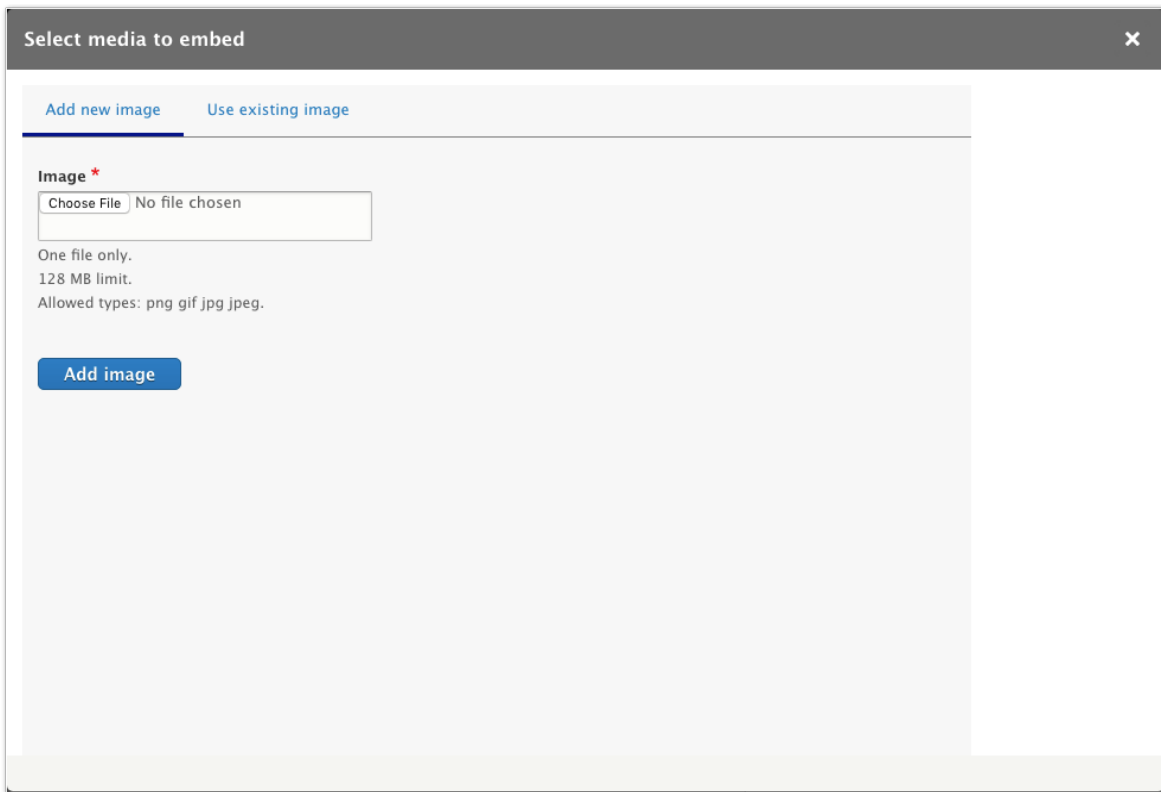 Select media to embed
Add new image Use existing image
Image *
Choose File No file chosen
One file only.
128 MB limit.
Allowed types: png gif jpg jpeg.
Add image